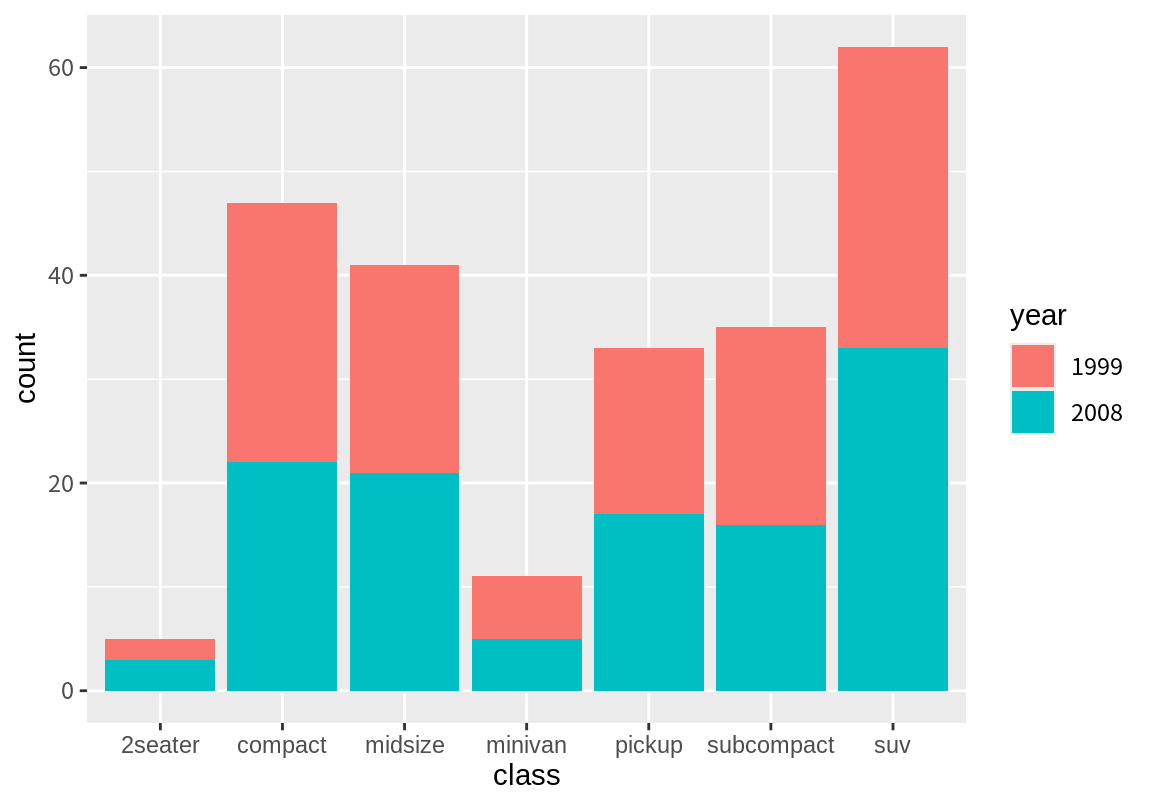 60
40
20
0
count
2seater compact midsize minivan pickup subcompact suv
class
year
1999
2008